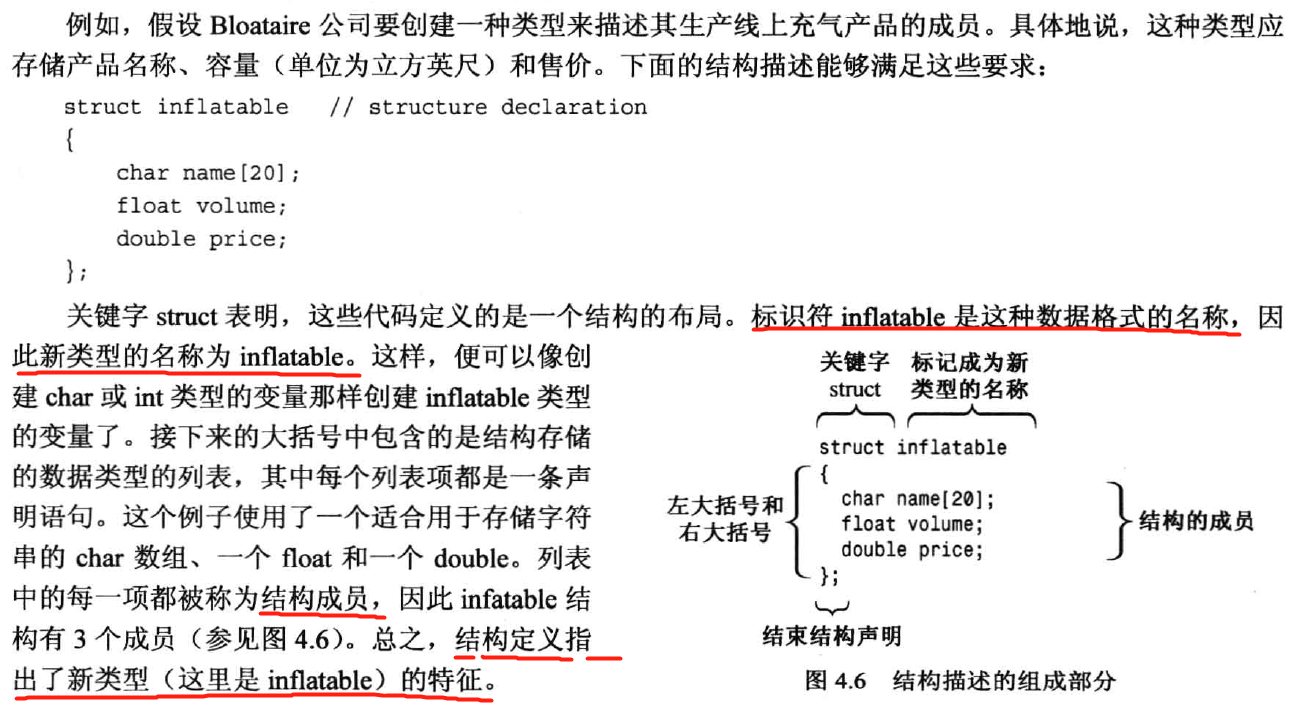 例如，假设 Bloataire 公司要创建一种类型来描述其生产线上充气产品的成员。具体地说，这种类型应
存储产品名称、容量（单位为立方英尺）和售价。下面的结构描述能够满足这些要求：
struct inflatable // structure declaration
{
char name[20];
float volume;
double price;
};
关键字 struct 表明，这些代码定义的是一个结构的布局。标识符 inflatable 是这种数据格式的名称，因
此新类型的名称为 inflatable。这样，便可以像创
建 char 或 int 类型的变量那样创建 inflatable 类型
的变量了。接下来的大括号中包含的是结构存储
的数据类型的列表，其中每个列表项都是一条声
明语句。这个例子使用了一个适合用于存储字符
串的 char 数组、一个 float 和一个 double。列表
中的每一项都被称为结构成员，因此 infatable 结
构有 3 个成员（参见图 4.6）。总之，结构定义指
出了新类型（这里是 inflatable）的特征。
关键字 标记成为新
struct 类型的名称
struct inflatable
{
char name[20];
float volume;
double price;
};
左大括号和
右大括号
结构的成员
结束结构声明
图 4.6 结构描述的组成部分